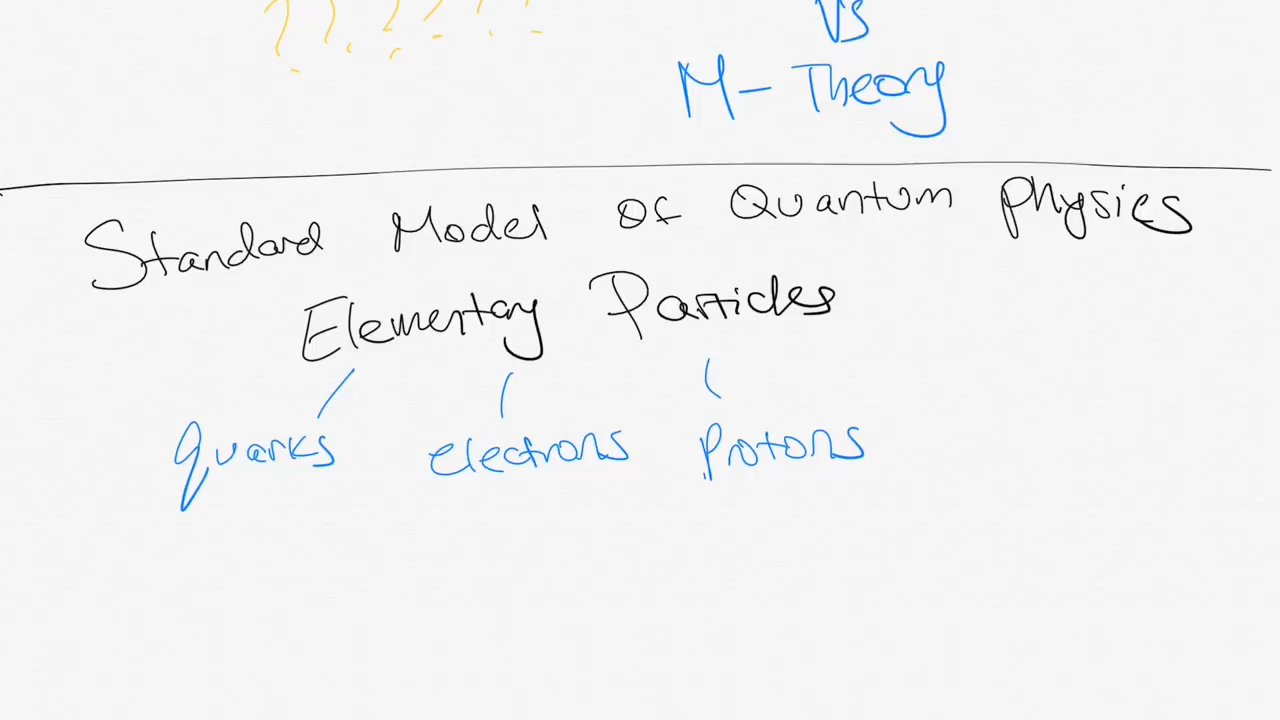 ? ? ? ? ? ?
VS
M- Theory
Standard Model of Quantum physics
Elementary Particles
quarks electrons protons